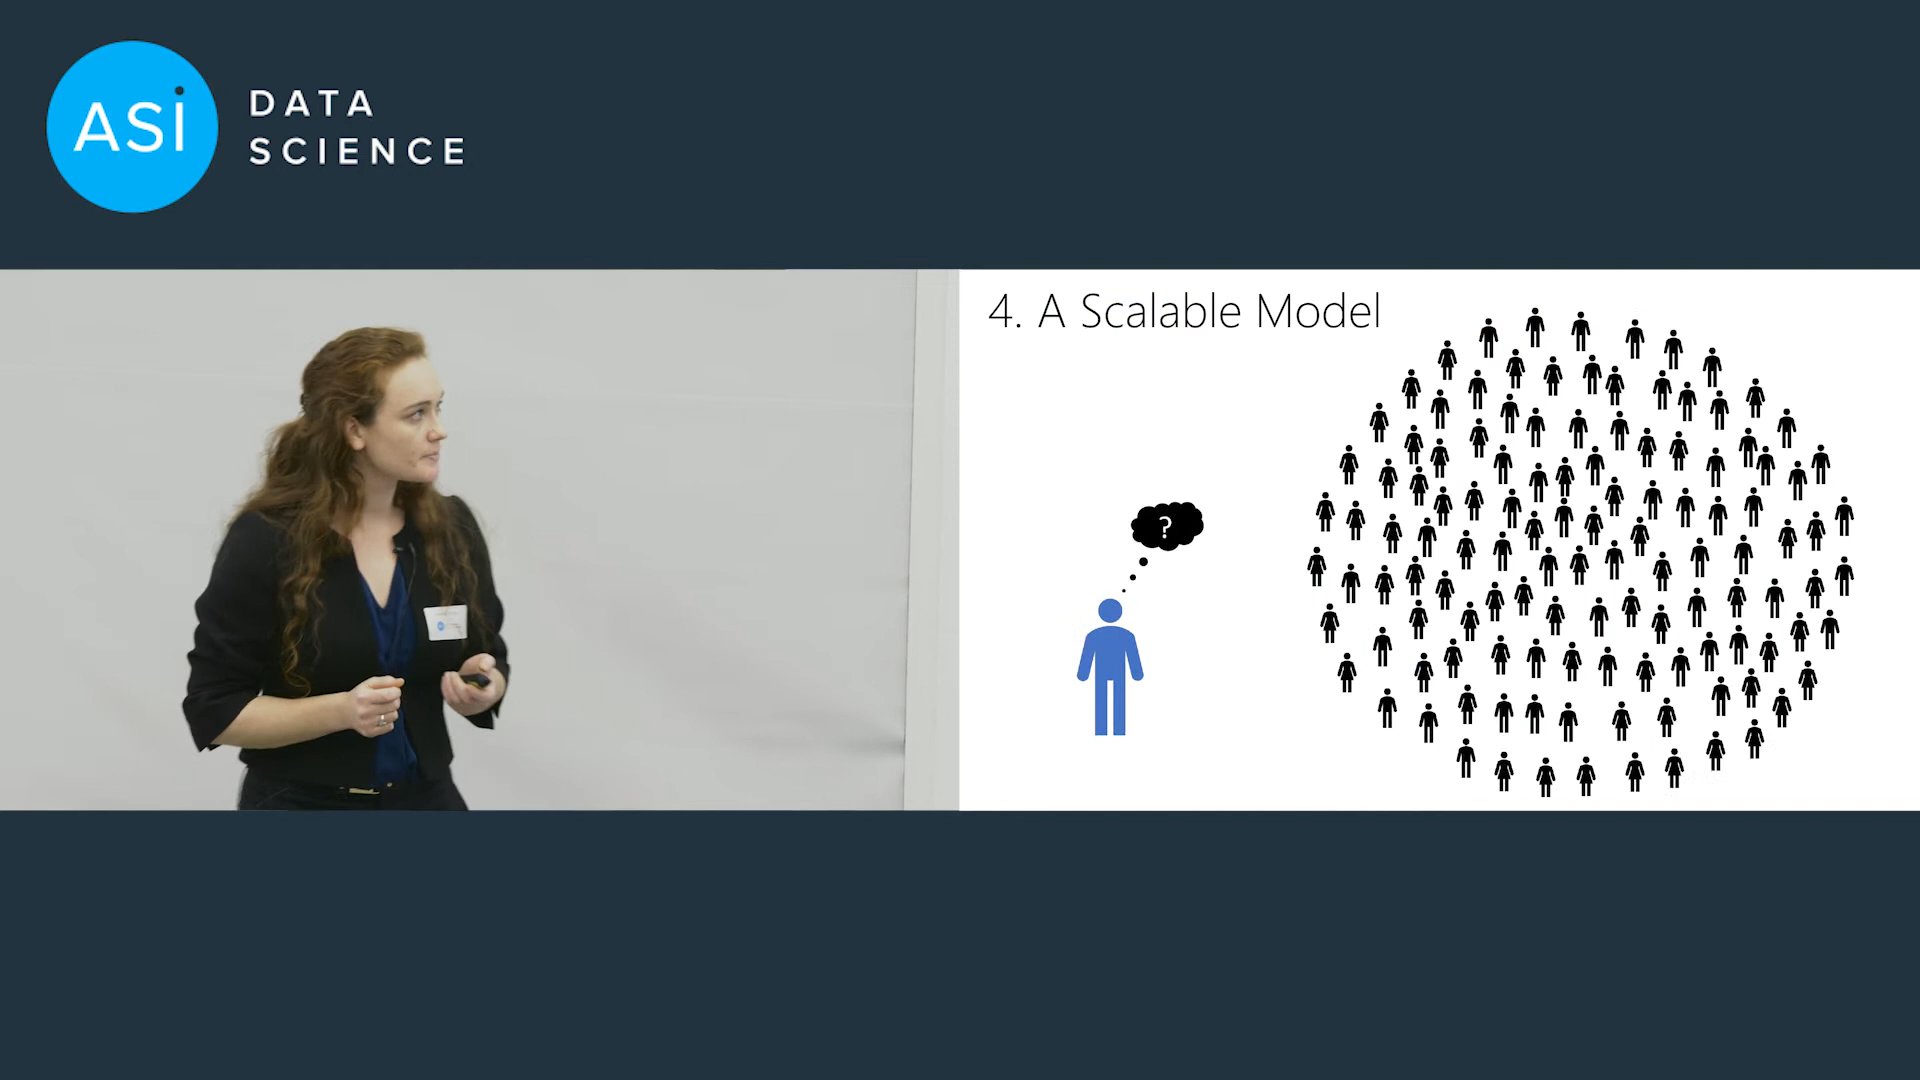 ASI
DATA
SCIENCE
4. A Scalable Model
?